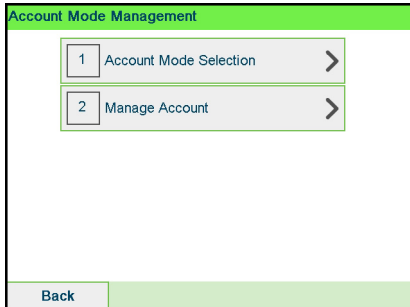 Account Mode Management
1 Account Mode Selection
2 Manage Account
Back